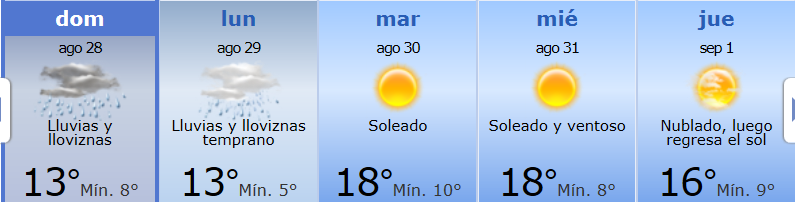 dom
ago 28
Lluvias y
lloviznas
13° Mín. 8°
lun
ago 29
Lluvias y lloviznas
temprano
13° Mín. 5°
mar
ago 30
Soleado
18° Mín. 10°
mié
ago 31
Soleado y ventoso
18° Mín. 8°
jue
sep 1
Nublado, luego
regresa el sol
16° Mín. 9°